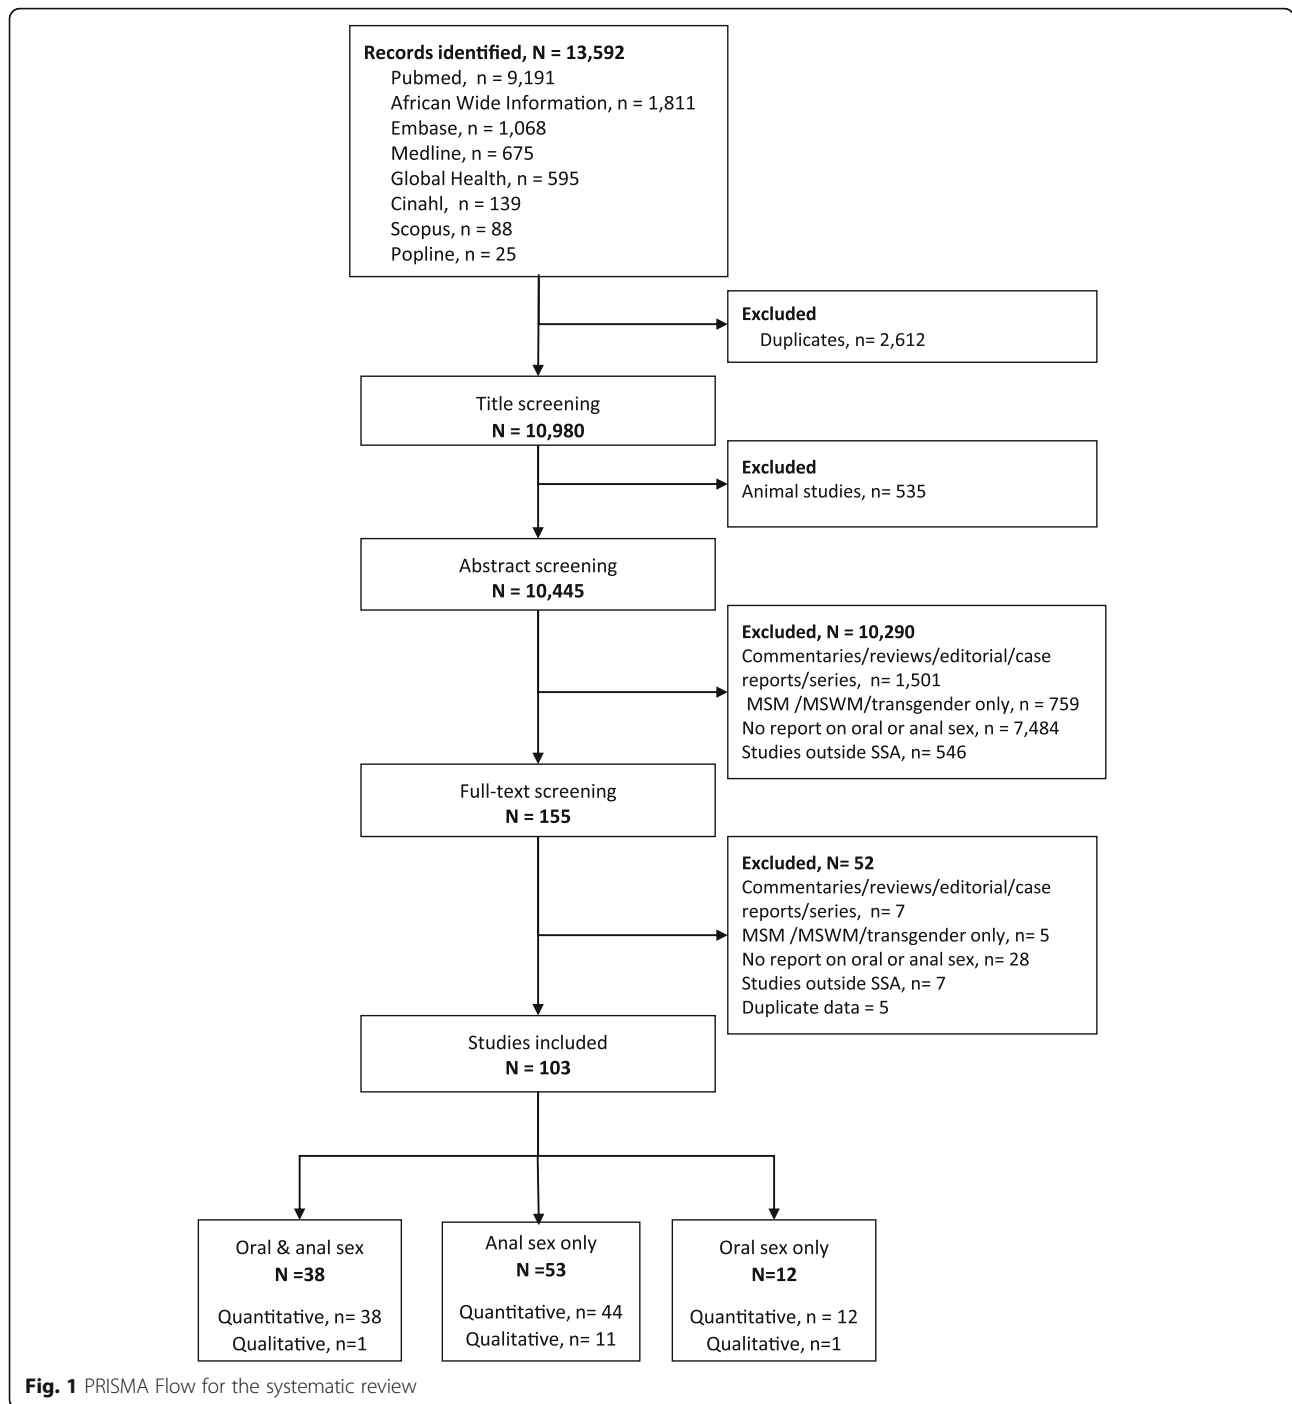 Records identified, N = 13,592
Pubmed, n = 9,191
African Wide Information, n = 1,811
Embase, n = 1,068
Medline, n = 675
Global Health, n = 595
Cinahl, n = 139
Scopus, n = 88
Popline, n = 25
Excluded
Duplicates, n= 2,612
Title screening
N = 10,980
Excluded
Animal studies, n= 535
Abstract screening
N = 10,445
Excluded, N = 10,290
Commentaries/reviews/editorial/case
reports/series, n= 1,501
MSM /MSWM/transgender only, n = 759
No report on oral or anal sex, n = 7,484
Studies outside SSA, n= 546
Full-text screening
N = 155
Excluded, N= 52
Commentaries/reviews/editorial/case
reports/series, n= 7
MSM /MSWM/transgender only, n= 5
No report on oral or anal sex, n= 28
Studies outside SSA, n= 7
Duplicate data = 5
Studies included
N = 103
Oral & anal sex
N =38
Quantitative, n= 38
Qualitative, n=1
Anal sex only
N =53
Quantitative, n= 44
Qualitative, n= 11
Oral sex only
N=12
Quantitative, n = 12
Qualitative, n=1
Fig. 1 PRISMA Flow for the systematic review